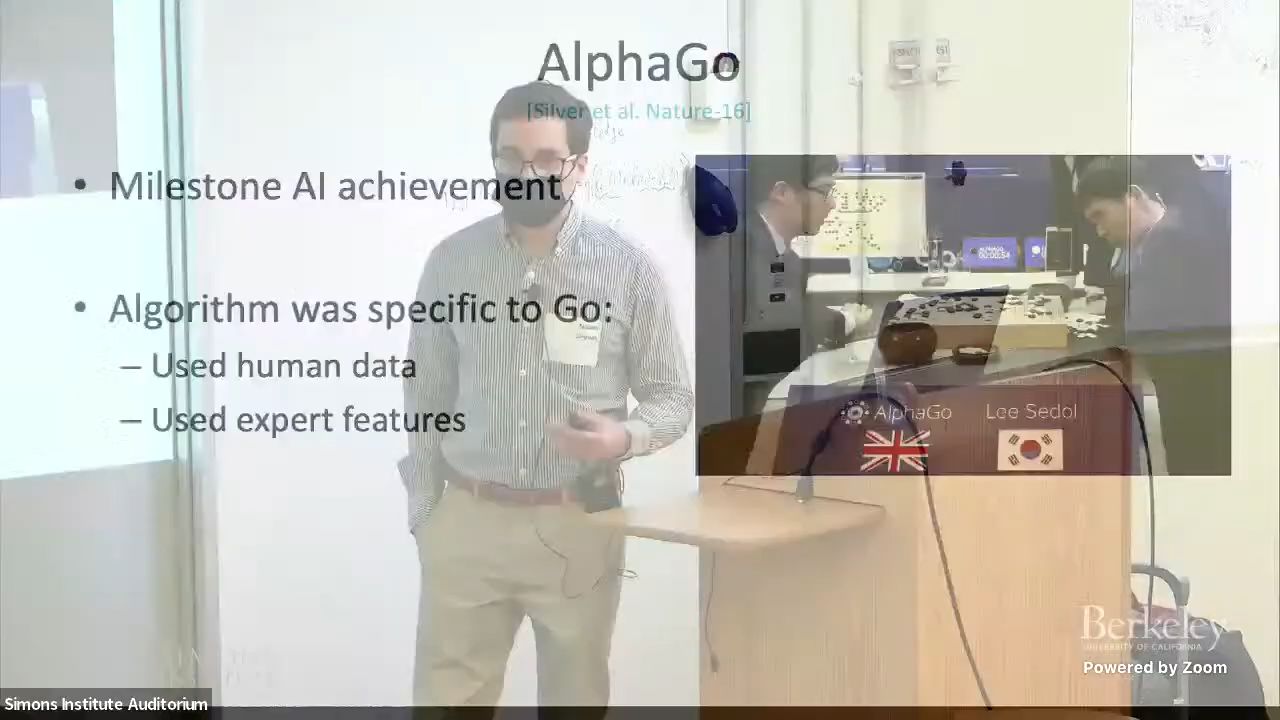 AlphaGo
[Silver et al. Nature-16]
• Milestone AI achievement
• Algorithm was specific to Go:
– Used human data
– Used expert features
AlphaGo
Lee Sedol
Berkeley
UNIVERSITY OF CALIFORNIA
Powered by Zoom
Simons Institute Auditorium